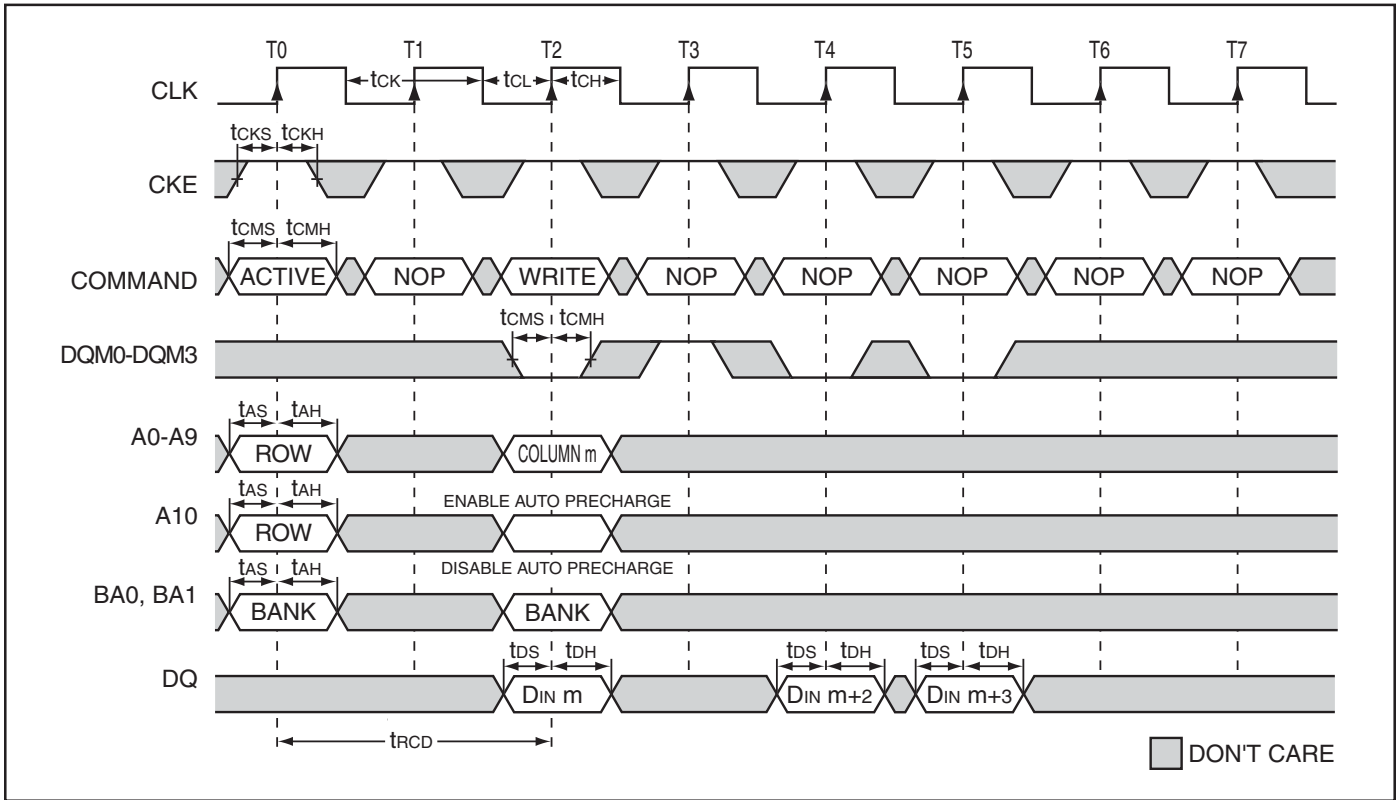 T0 T1 T2 T3 T4 T5 T6 T7
CLK tCK tCL tCH
tCKS tCKH
CKE
tCMS tCMH
COMMAND ACTIVE NOP WRITE NOP NOP NOP NOP NOP
tCMS tCMH
DQM0-DQM3
tAS tAH
A0-A9 ROW COLUMN m
tAS tAH ENABLE AUTO PRECHARGE
A10 ROW
tAS tAH DISABLE AUTO PRECHARGE
BA0, BA1 BANK BANK
tDS tDH tDS tDH tDS tDH
DQ DIN m DIN m+2 DIN m+3
tRCD
DON'T CARE